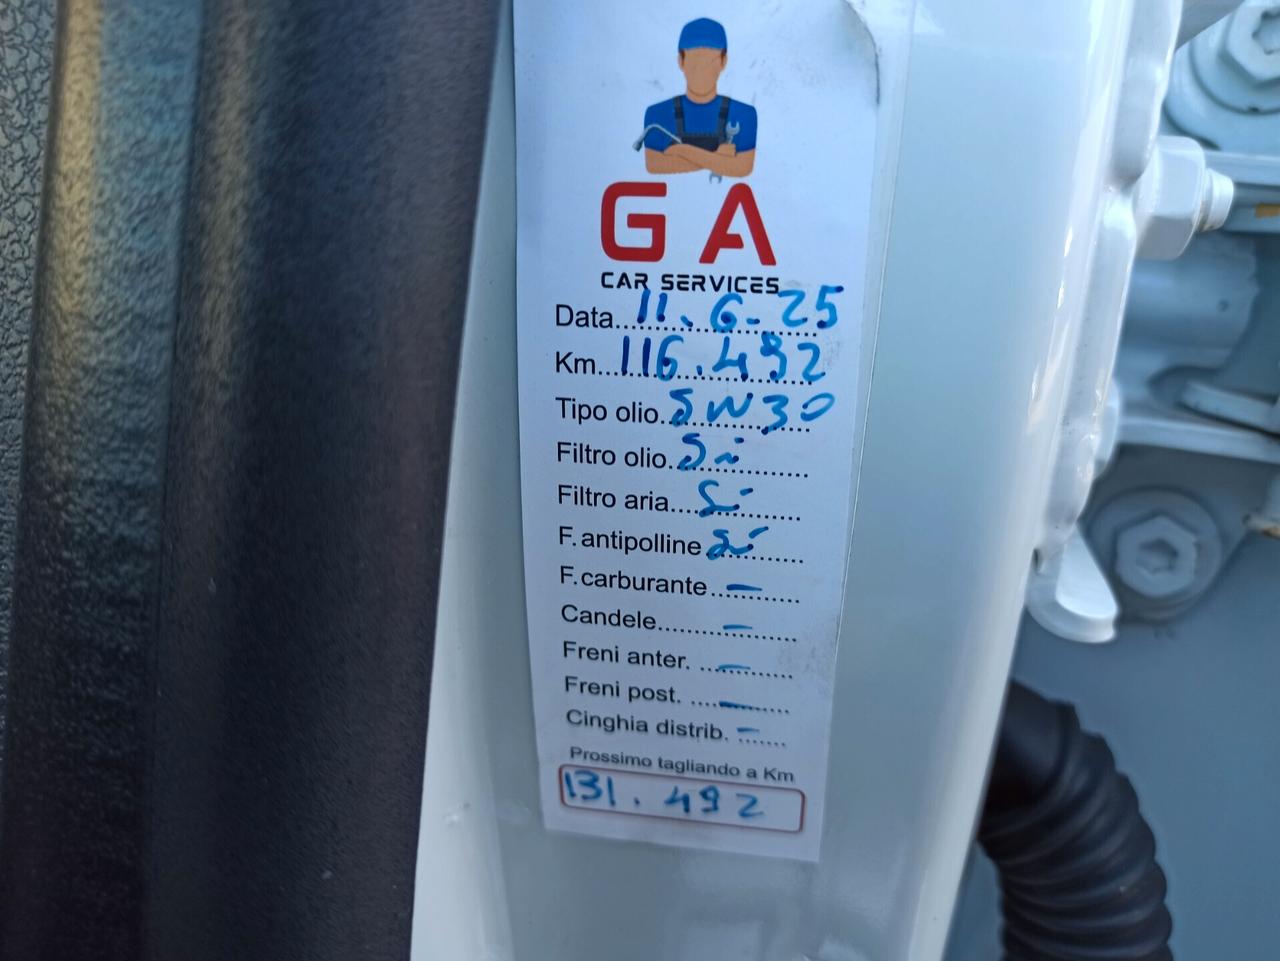 G A
CAR SERVICES
Data 11.6-25
Km 116.492
Tipo olio 5W30
Filtro olio Si
Filtro aria Si
F. antipolline Si
F. carburante –
Candele –
Freni anter. –
Freni post. –
Cinghia distrib. –
Prossimo tagliando a Km
131.492